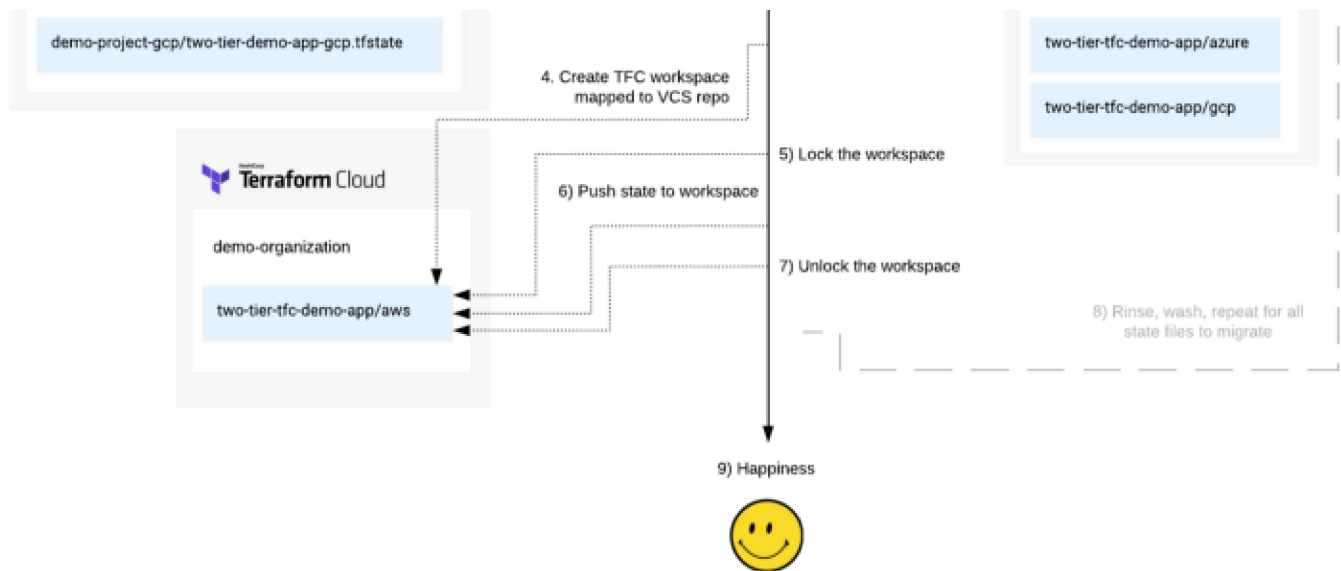 demo-project-gcp/two-tier-demo-app-gcp.tfstate
two-tier-tfc-demo-app/azure
4. Create TFC workspace
mapped to VCS repo
two-tier-tfc-demo-app/gcp
5) Lock the workspace
HashiCorp
Terraform Cloud
6) Push state to workspace
demo-organization
7) Unlock the workspace
two-tier-tfc-demo-app/aws
8) Rinse, wash, repeat for all
state files to migrate
9) Happiness